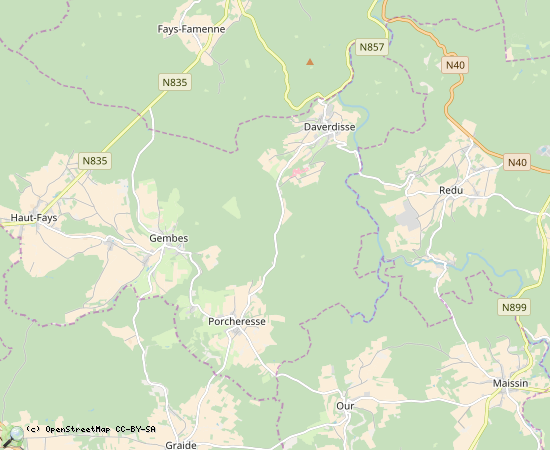 Fays-Famenne
N857
N40
N835
Daverdisse
N835
N40
Redu
Haut-Fays
Gembes
N899
Porcheresse
Maissin
Our
(c) OpenStreetMap CC-BY-SA
Graide